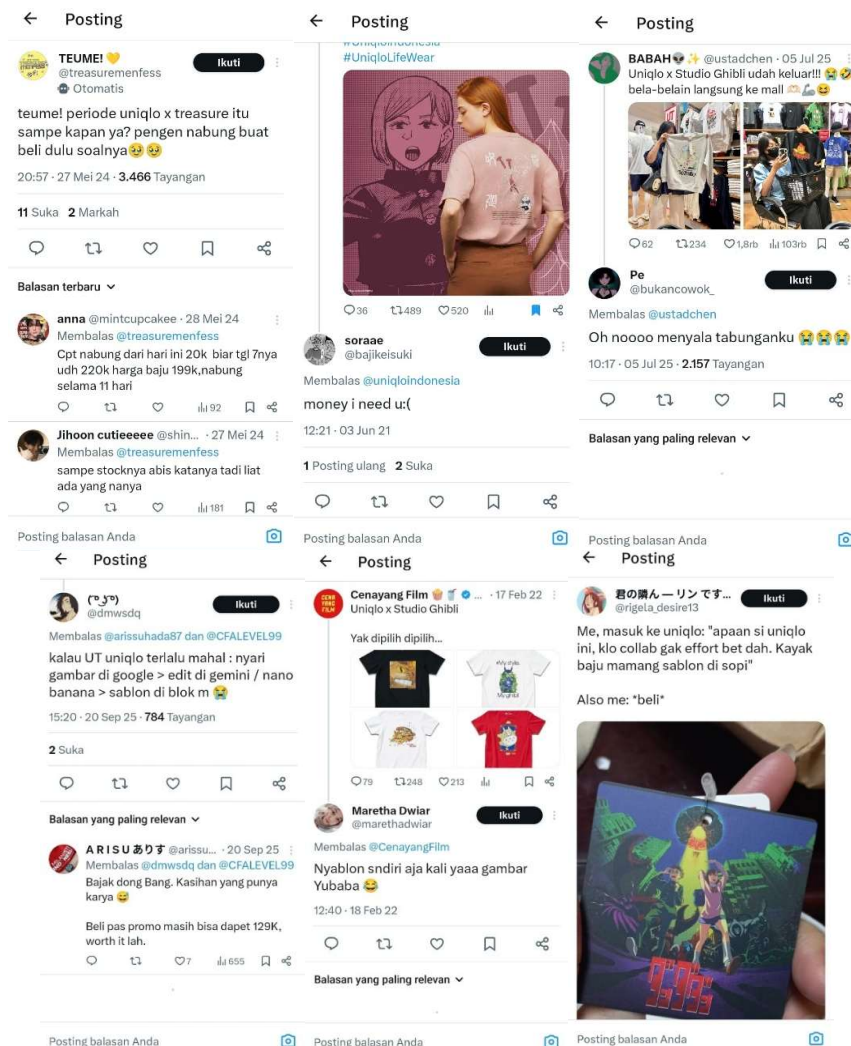 Posting
TEUME! 💛
@treasuremenfess
Otomatis
Ikuti
teume! periode uniqlo x treasure itu
sampe kapan ya? pengen nabung buat
beli dulu soalnya🥹🥹
20:57 · 27 Mei 24 · 3.466 Tayangan
11 Suka 2 Markah
Balasan terbaru
anna @mintcupcakee · 28 Mei 24
Membalas @treasuremenfess
Cpt nabung dari hari ini 20k biar tgl 7nya
udh 220k harga baju 199k,nabung
selama 11 hari
92
Jihoon cutieeeee @shin... · 27 Mei 24
Membalas @treasuremenfess
sampe stocknya abis katanya tadi liat
ada yang nanya
181
Posting balasan Anda
Posting
#UniqloIndonesia
#UniqloLifeWear
36 489 520
soraae
@bajikeisuki
Ikuti
Membalas @uniqloindonesia
money i need u:(
12:21 · 03 Jun 21
1 Posting ulang 2 Suka
Posting balasan Anda
Posting
BABAH👽✨ @ustadchen · 05 Jul 25
Uniqlo x Studio Ghibli udah keluar!!! 😭🤣
bela-belain langsung ke mall 🫶🏻🦾😆
62 234 1,8rb 103rb
Pe
@bukancowok_
Ikuti
Membalas @ustadchen
Oh noooo menyala tabunganku 😭😭😭
10:17 · 05 Jul 25 · 2.157 Tayangan
Balasan yang paling relevan
Posting balasan Anda
Posting
@dmwsdq
Ikuti
Membalas @arissuhada87 dan @CFALEVEL99
kalau UT uniqlo terlalu mahal : nyari
gambar di google > edit di gemini / nano
banana > sablon di blok m 😭
15:20 · 20 Sep 25 · 784 Tayangan
2 Suka
Balasan yang paling relevan
A R I S U ありす @arissu... · 20 Sep 25
Membalas @dmwsdq dan @CFALEVEL99
Bajak dong Bang. Kasihan yang punya
karya 😅
Beli pas promo masih bisa dapet 129K,
worth it lah.
7 655
Posting balasan Anda
Posting
Cenayang Film 🍿🥤 ... · 17 Feb 22
Uniqlo x Studio Ghibli
Yak dipilih dipilih...
79 248 213
Maretha Dwiar
@marethadwiar
Ikuti
Membalas @CenayangFilm
Nyablon sndiri aja kali yaaa gambar
Yubaba 😂
12:40 · 18 Feb 22
Balasan yang paling relevan
Posting balasan Anda
Posting
君の隣ん — リン です...
@rigela_desire13
Ikuti
Me, masuk ke uniqlo: "apaan si uniqlo
ini, klo collab gak effort bet dah. Kayak
baju mamang sablon di sopi"
Also me: *beli*
ダンダダン
Posting balasan Anda